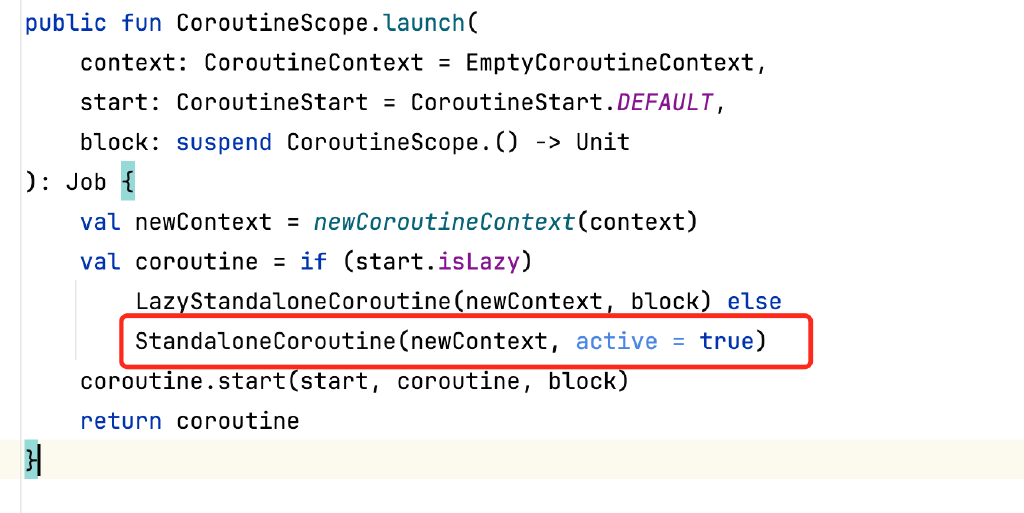 public fun CoroutineScope.launch(
    context: CoroutineContext = EmptyCoroutineContext,
    start: CoroutineStart = CoroutineStart.DEFAULT,
    block: suspend CoroutineScope.() -> Unit
): Job {
    val newContext = newCoroutineContext(context)
    val coroutine = if (start.isLazy)
        LazyStandaloneCoroutine(newContext, block) else
        StandaloneCoroutine(newContext, active = true)
    coroutine.start(start, coroutine, block)
    return coroutine
}